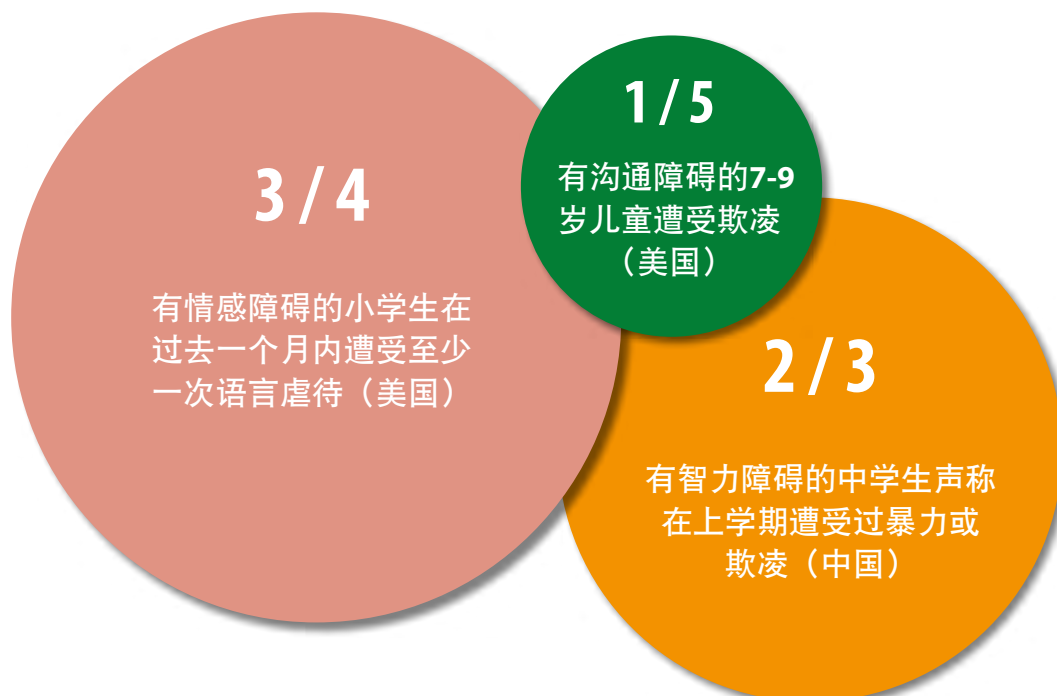 3 / 4
有情感障碍的小学生在
过去一个月内遭受至少
一次语言虐待（美国）
1 / 5
有沟通障碍的7-9
岁儿童遭受欺凌
（美国）
2 / 3
有智力障碍的中学生声称
在上学期遭受过暴力或
欺凌（中国）